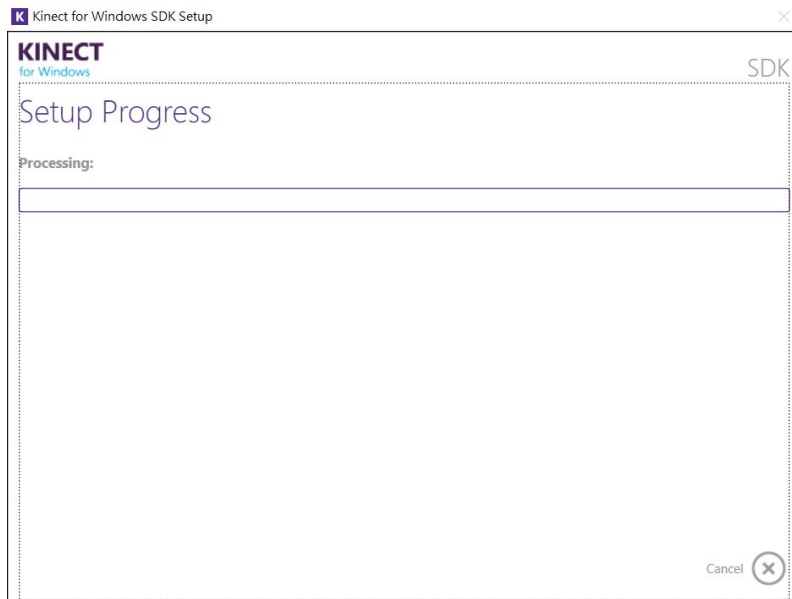 K Kinect for Windows SDK Setup
KINECT
for Windows
SDK
Setup Progress
Processing:
Cancel